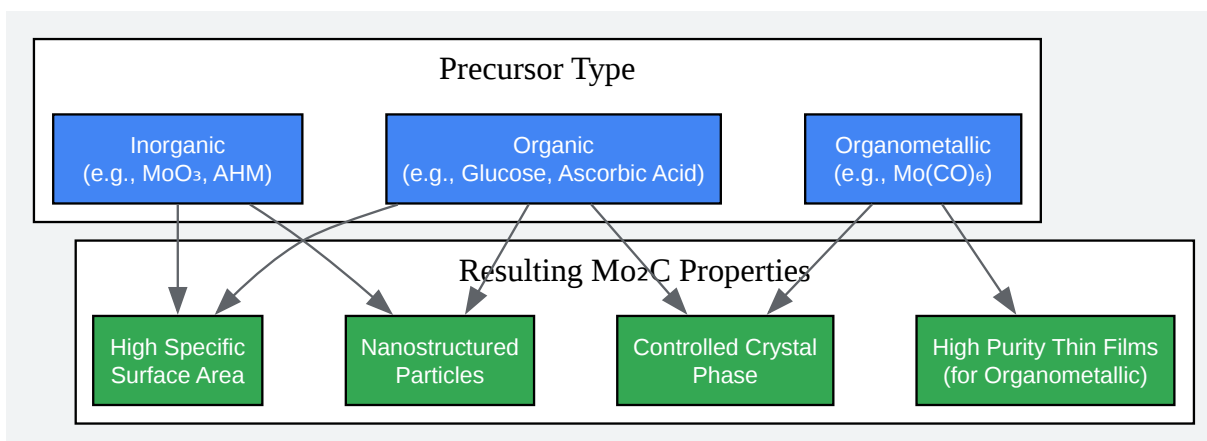 Precursor Type
Inorganic
(e.g., MoO₃, AHM)
Organic
(e.g., Glucose, Ascorbic Acid)
Organometallic
(e.g., Mo(CO)₆)
Resulting Mo₂C Properties
High Specific
Surface Area
Nanostructured
Particles
Controlled Crystal
Phase
High Purity Thin Films
(for Organometallic)